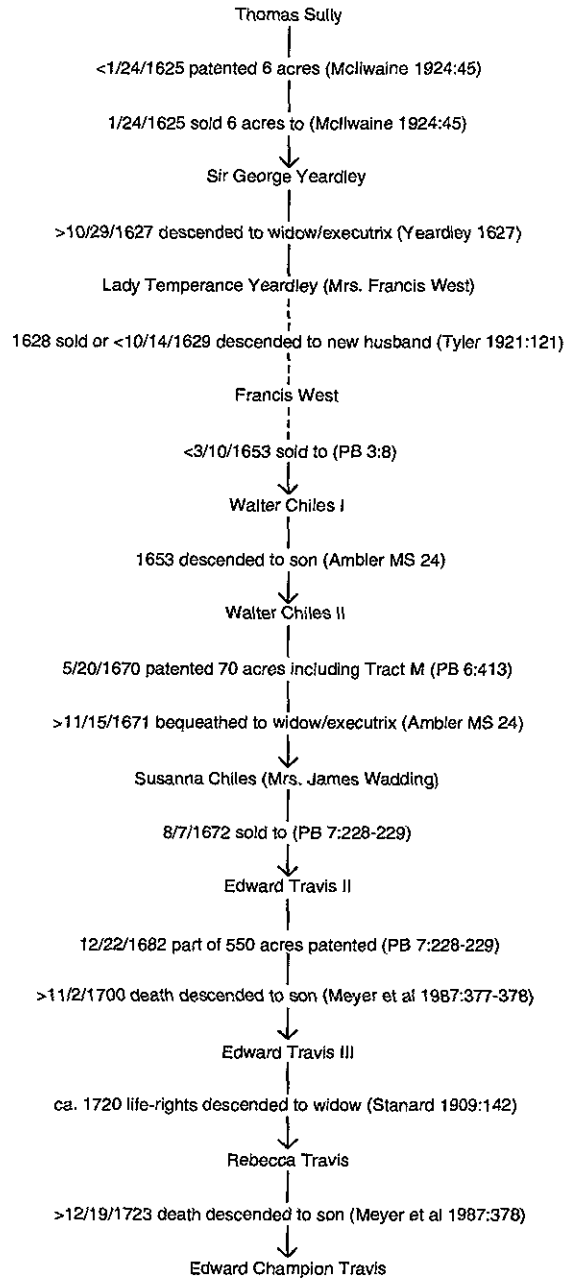 Thomas Sully
<1/24/1625 patented 6 acres (McIlwaine 1924:45)
1/24/1625 sold 6 acres to (McIlwaine 1924:45)
Sir George Yeardley
>10/29/1627 descended to widow/executrix (Yeardley 1627)
Lady Temperance Yeardley (Mrs. Francis West)
1628 sold or <10/14/1629 descended to new husband (Tyler 1921:121)
Francis West
<3/10/1653 sold to (PB 3:8)
Walter Chiles I
1653 descended to son (Ambler MS 24)
Walter Chiles II
5/20/1670 patented 70 acres including Tract M (PB 6:413)
>11/15/1671 bequeathed to widow/executrix (Ambler MS 24)
Susanna Chiles (Mrs. James Wadding)
8/7/1672 sold to (PB 7:228-229)
Edward Travis II
12/22/1682 part of 550 acres patented (PB 7:228-229)
>11/2/1700 death descended to son (Meyer et al 1987:377-378)
Edward Travis III
ca. 1720 life-rights descended to widow (Stanard 1909:142)
Rebecca Travis
>12/19/1723 death descended to son (Meyer et al 1987:378)
Edward Champion Travis